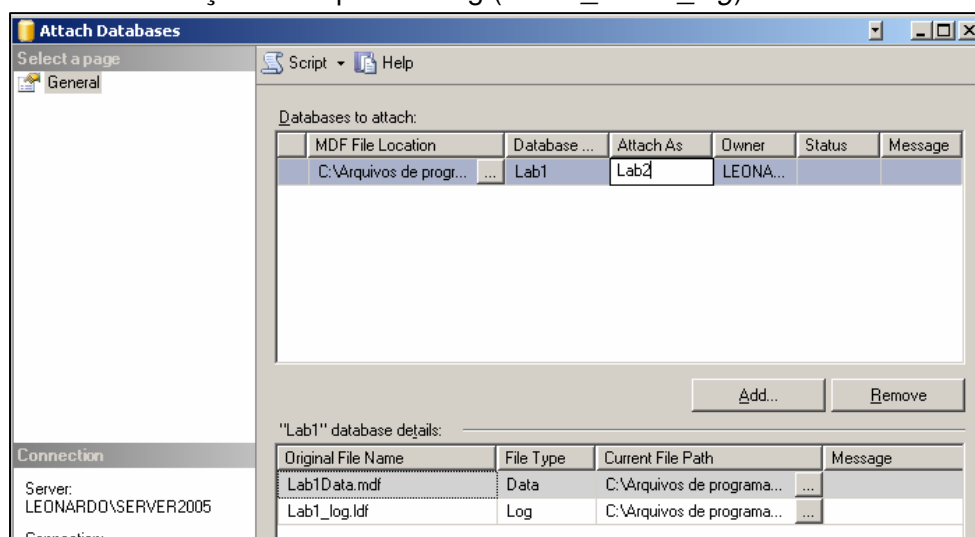 Attach Databases
Select a page
General
Script Help
Databases to attach:
MDF File Location Database ... Attach As Owner Status Message
C:\Arquivos de progr... ... Lab1 Lab2 LEONA...
Add... Remove
"Lab1" database details:
Original File Name File Type Current File Path Message
Lab1Data.mdf Data C:\Arquivos de programa... ...
Lab1_log.ldf Log C:\Arquivos de programa... ...
Connection
Server:
LEONARDO\SERVER2005